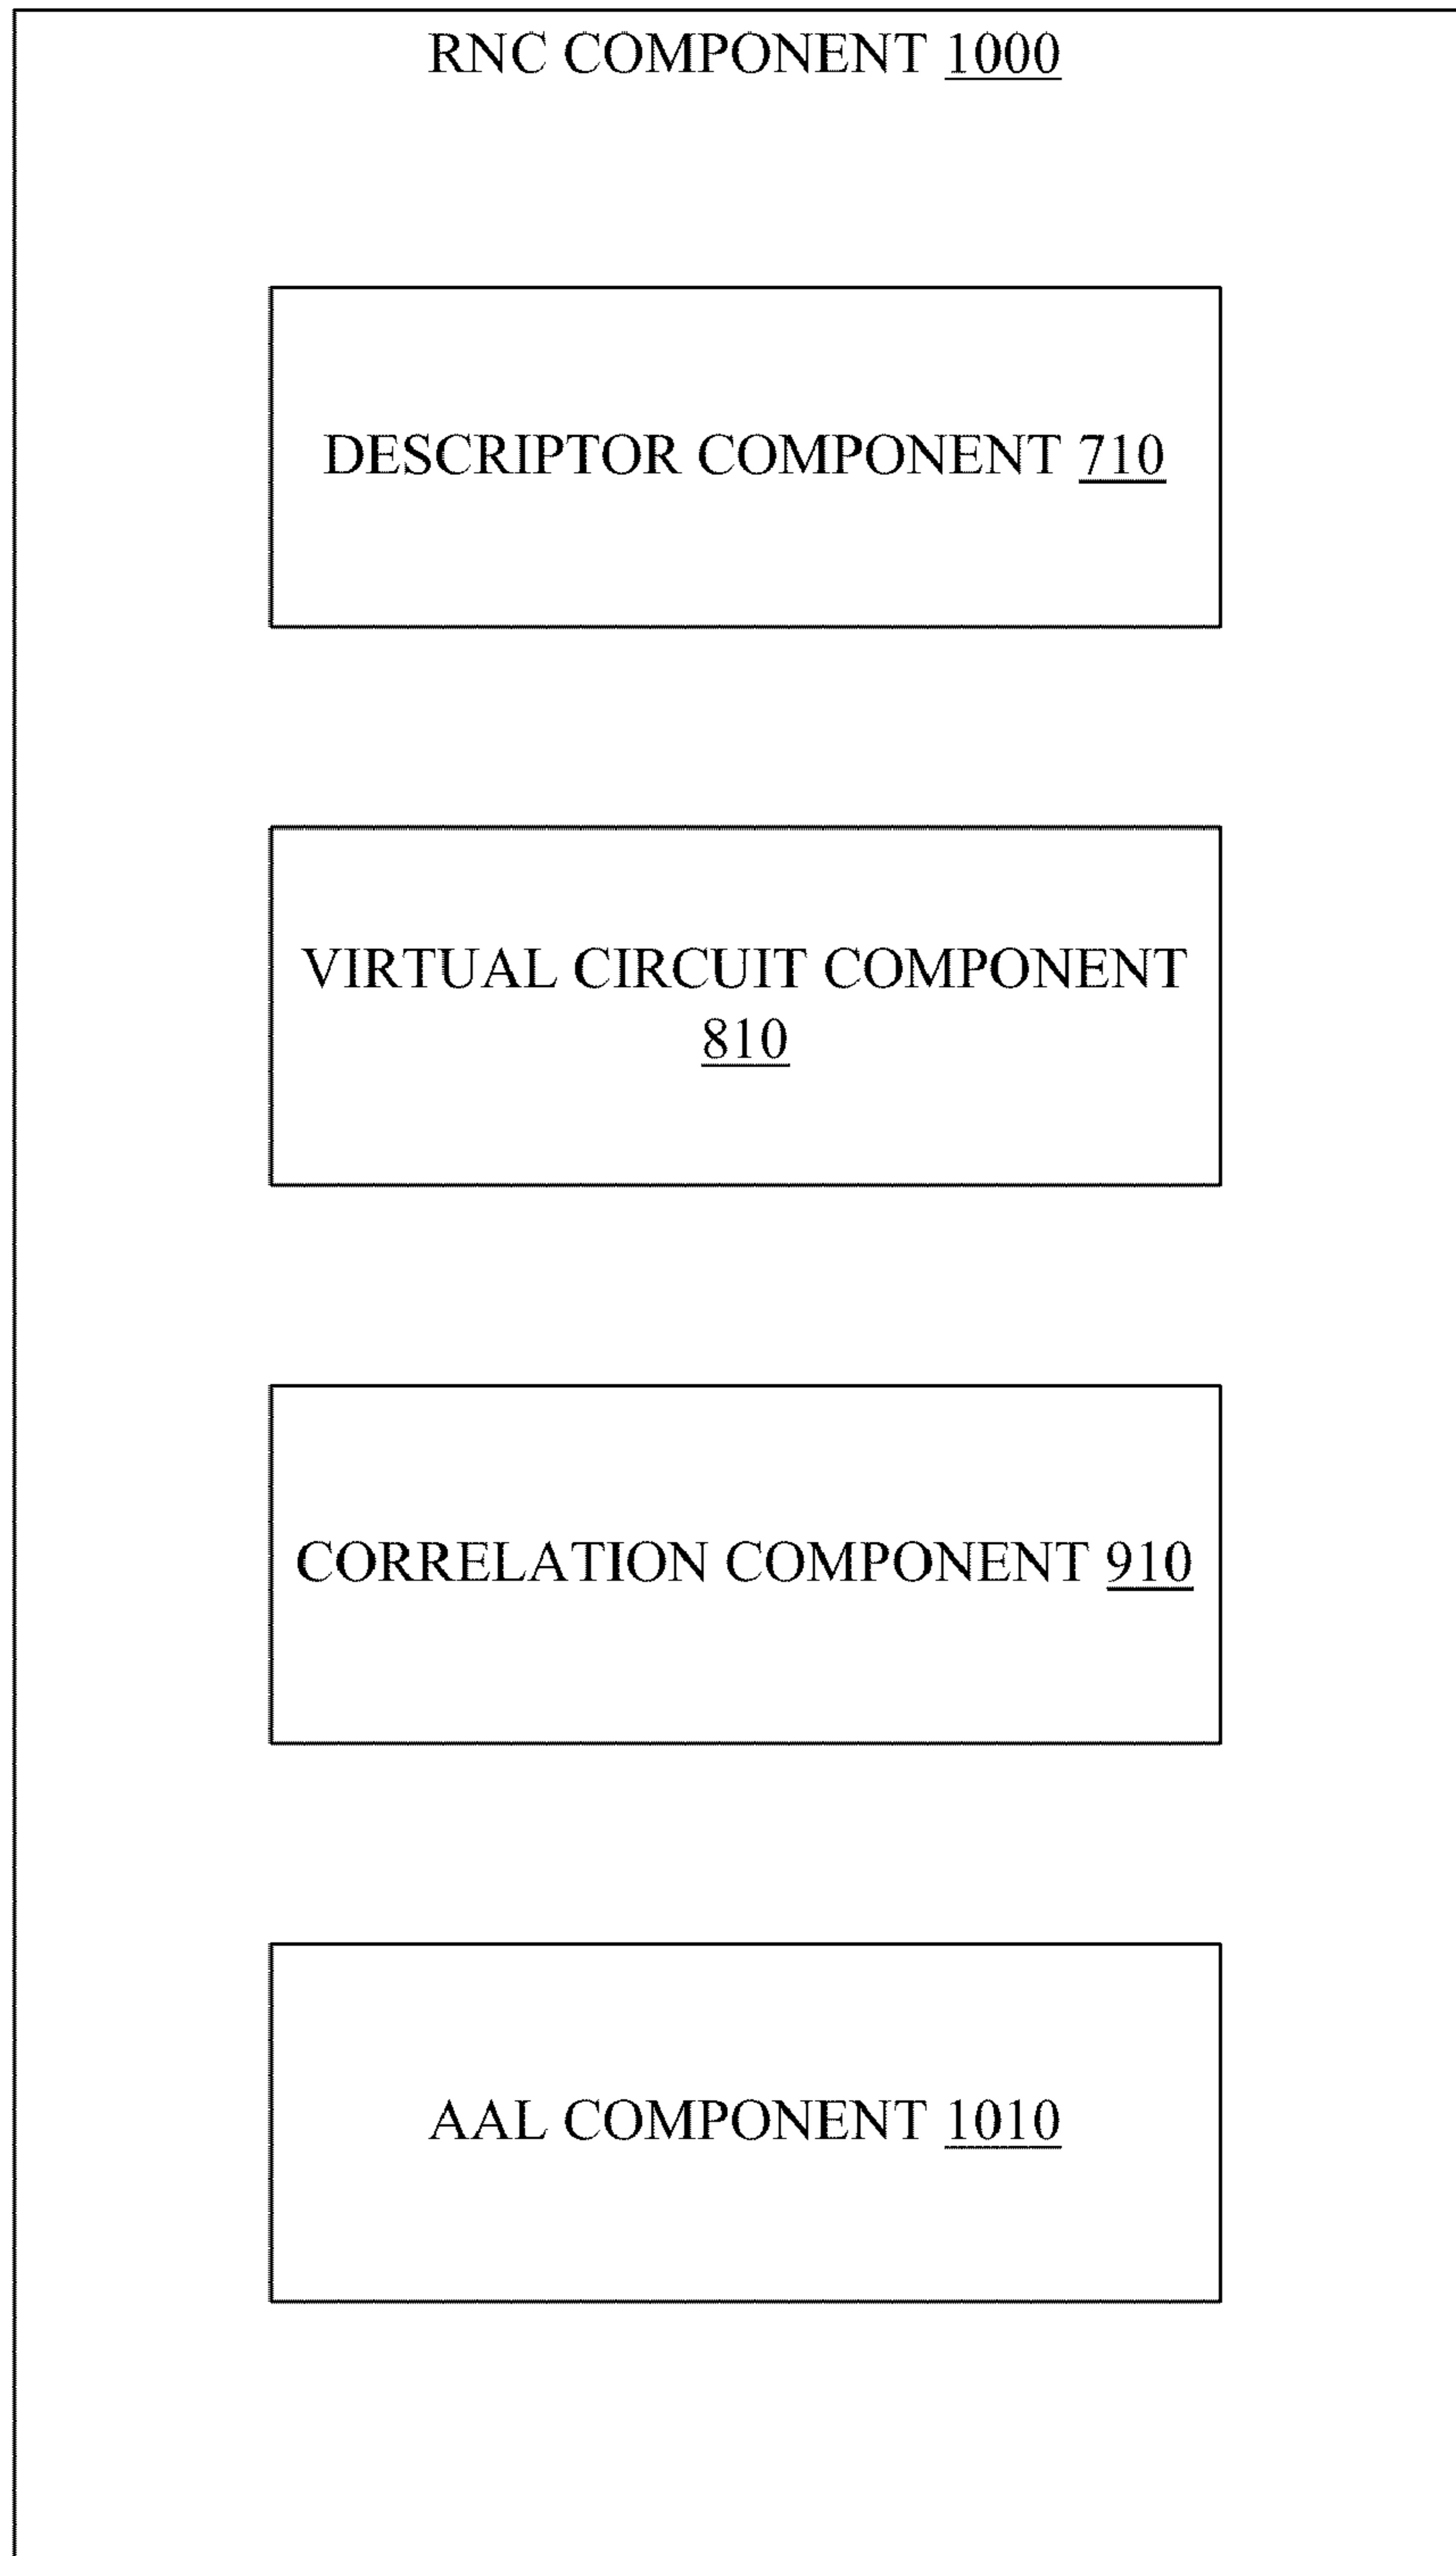 RNC COMPONENT 1000
DESCRIPTOR COMPONENT 710
VIRTUAL CIRCUIT COMPONENT
810
CORRELATION COMPONENT 910
AAL COMPONENT 1010